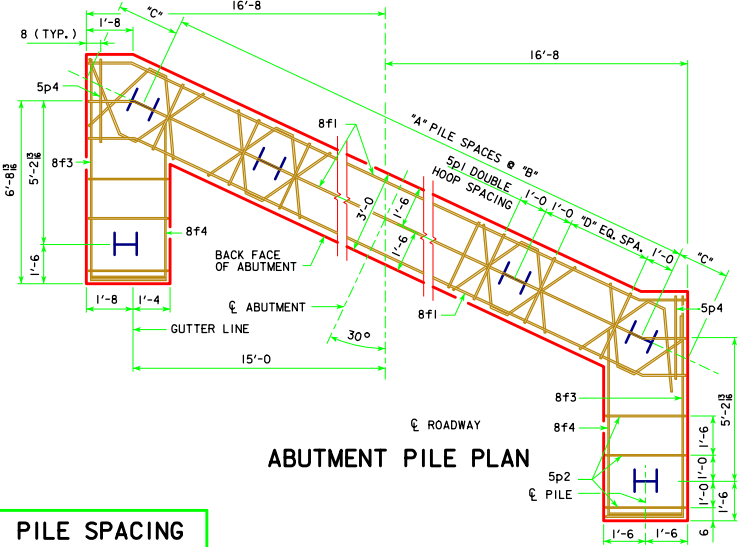 16'-8
"C"
1'-8
8 (TYP.)
16'-8
5p4
8f1
"A" PILE SPACES @ "B"
5p1 DOUBLE
HOOP SPACING
1'-0
1'-0
"D" EQ. SPA.
1'-0
"C"
8f3
6'-8 13/16
5'-2 13/16
1'-6
8f4
3'-0
1'-6
1'-6
BACK FACE
OF ABUTMENT
1'-8
1'-4
℄ ABUTMENT
8f1
5p4
GUTTER LINE
30°
15'-0
8f3
8f4
5'-2 13/16
℄ ROADWAY
ABUTMENT PILE PLAN
1'-6
1'-0
5p2
℄ PILE
1'-0
1'-6
6
1'-6
1'-6
PILE SPACING